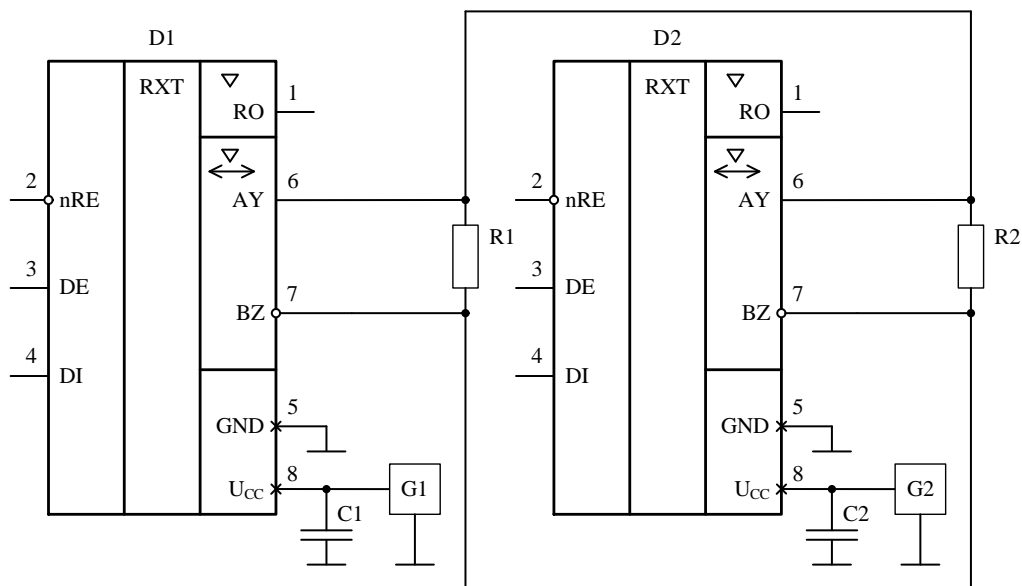 D1
D2
RXT
RO
1
RXT
RO
1
2
nRE
AY
6
R1
2
nRE
AY
6
R2
3
DE
BZ
7
3
DE
BZ
7
4
DI
4
DI
GND
5
GND
5
UCC
8
G1
C1
UCC
8
G2
C2